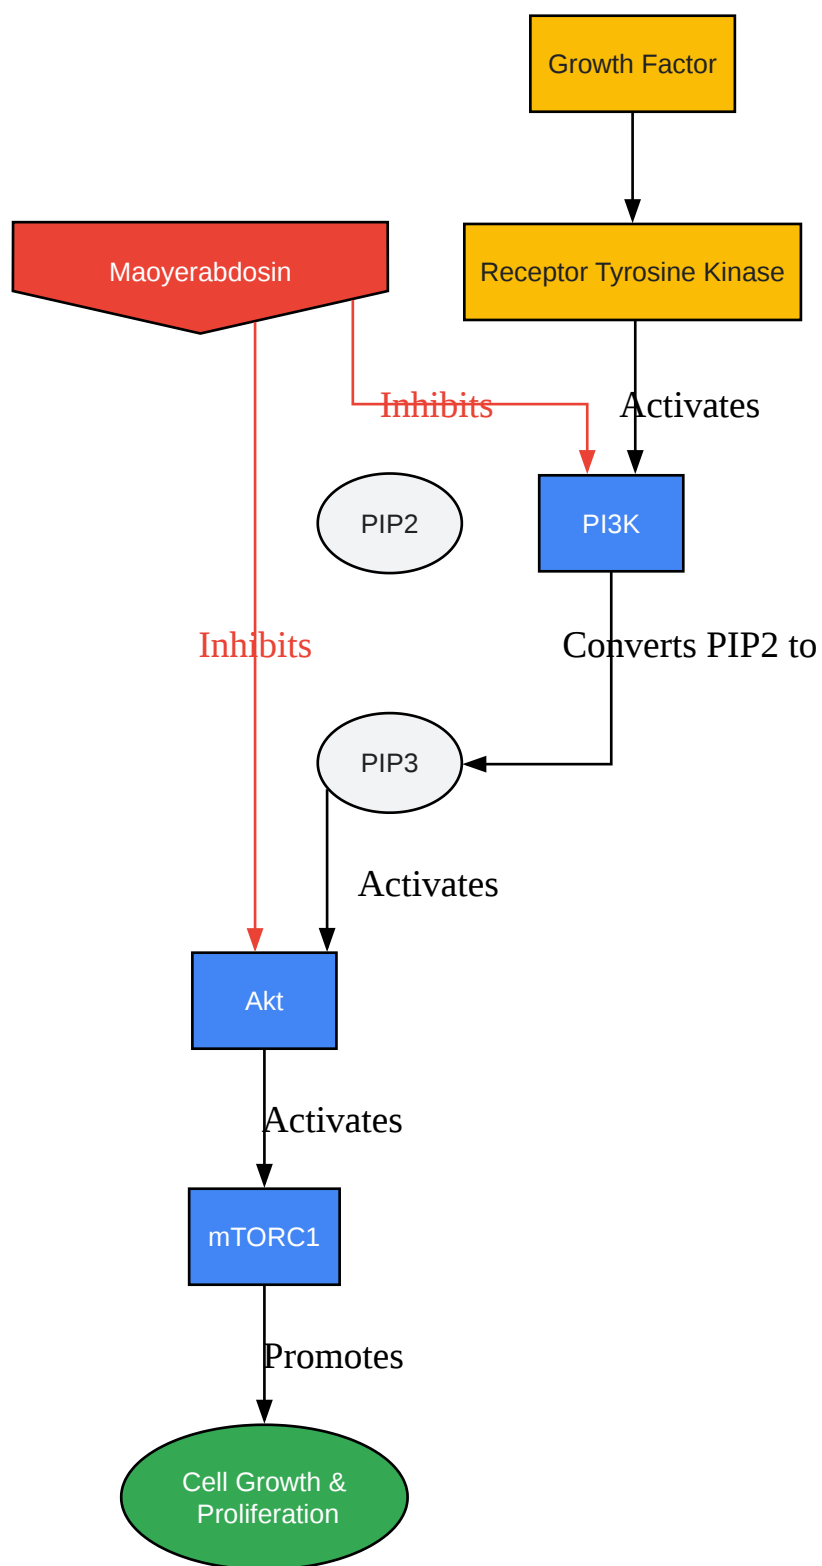 Growth Factor
Maoyerabdosin
Receptor Tyrosine Kinase
Inhibits
Activates
PIP2
PI3K
Inhibits
Converts PIP2 to
PIP3
Activates
Akt
Activates
mTORC1
Promotes
Cell Growth &
Proliferation